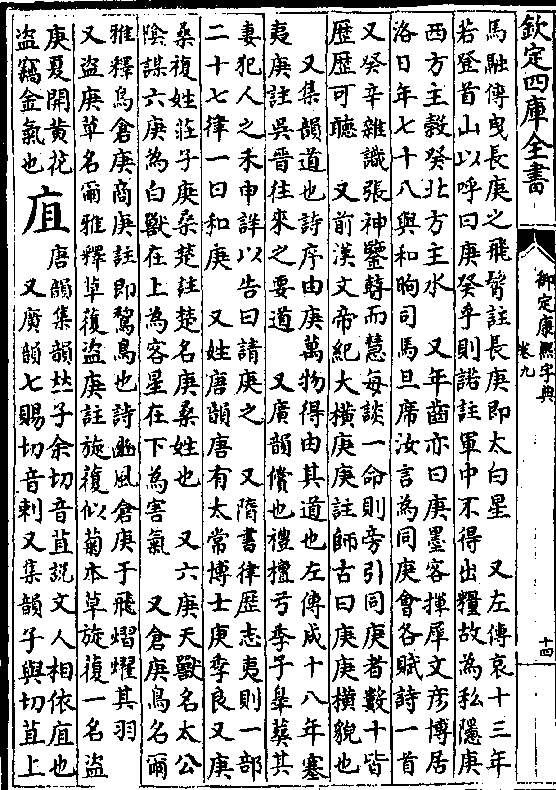 欽定四庫全書
御定康熙字典
卷九
十四
馬融傳曳長庚之飛髾註長庚即太白星 又左傳哀十三年
若登首山以呼曰庚癸乎則諾註軍中不得出糧故為私隱庚
西方主穀癸北方主水 又年齒亦曰庚墨客揮犀文彥博居
洛日年七十八與和昫司馬旦席汝言為同庚會各賦詩一首
又癸辛雜識張神鑒瞽而慧每談一命則旁引同庚者數十皆
歷歷可聽 又前漢文帝紀大橫庚庚註師古曰庚庚橫貌也
又集韻道也詩序由庚萬物得由其道也左傳成十八年塞
夷庚註吳晉往來之要道 又廣韻償也禮檀弓季子臯葬其
妻犯人之禾申詳以告曰請庚之 又隋書律歷志夷則一部
二十七律一曰和庚 又姓唐韻唐有太常博士庚季良又庚
桑複姓莊子庚桑楚註楚名庚桑姓也 又六庚天獸名太公
陰謀六庚為白獸在上為客星在下為害氣 又倉庚鳥名爾
雅釋鳥倉庚商庚註即鵹鳥也詩豳風倉庚于飛熠燿其羽
又盜庚草名爾雅釋草復盜庚註旋復似菊本草旋復一名盜
庚夏開黃花盜竊金氣也 㡹 唐韻集韻𠀤子余切音苴說文人相依㡹也
又廣韻七賜切音刺又集韻子與切苴上